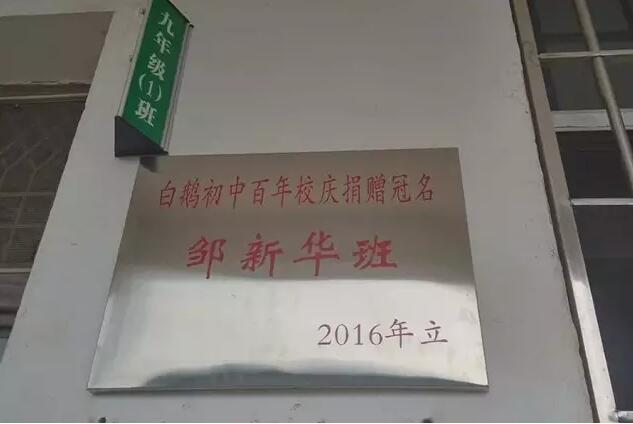 九年级(1)班
白鹅初中百年校庆捐赠冠名
邹新华班
2016年立